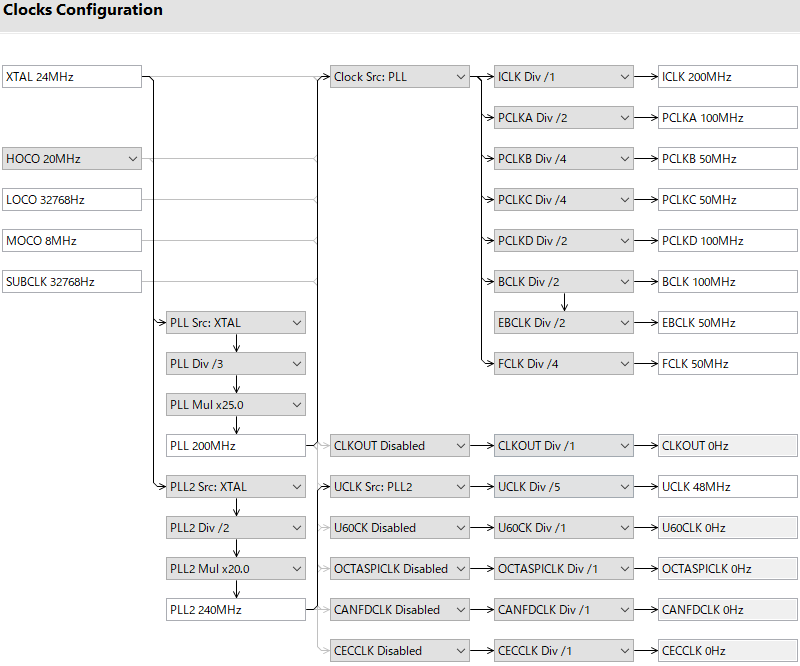 Clocks Configuration
XTAL 24MHz
Clock Src: PLL
ICLK Div /1
ICLK 200MHz
PCLKA Div /2
PCLKA 100MHz
HOCO 20MHz
PCLKB Div /4
PCLKB 50MHz
LOCO 32768Hz
PCLKC Div /4
PCLKC 50MHz
MOCO 8MHz
PCLKD Div /2
PCLKD 100MHz
SUBCLK 32768Hz
BCLK Div /2
BCLK 100MHz
PLL Src: XTAL
EBCLK Div /2
EBCLK 50MHz
PLL Div /3
FCLK Div /4
FCLK 50MHz
PLL Mul x25.0
PLL 200MHz
CLKOUT Disabled
CLKOUT Div /1
CLKOUT 0Hz
PLL2 Src: XTAL
UCLK Src: PLL2
UCLK Div /5
UCLK 48MHz
PLL2 Div /2
U60CK Disabled
U60CK Div /1
U60CLK 0Hz
PLL2 Mul x20.0
OCTASPICLK Disabled
OCTASPICLK Div /1
OCTASPICLK 0Hz
PLL2 240MHz
CANFDCLK Disabled
CANFDCLK Div /1
CANFDCLK 0Hz
CECCLK Disabled
CECCLK Div /1
CECCLK 0Hz